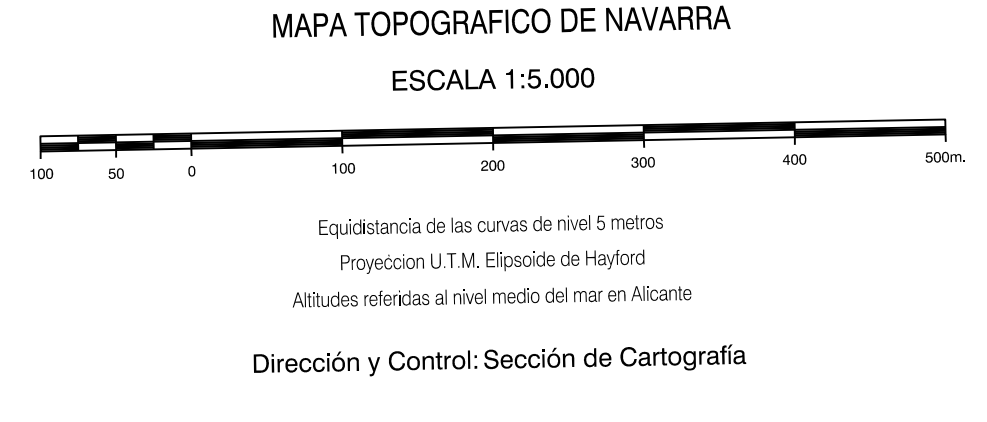 MAPA TOPOGRAFICO DE NAVARRA
ESCALA 1:5.000
100 50 0 100 200 300 400 500m.
Equidistancia de las curvas de nivel 5 metros
Proyección U.T.M. Elipsoide de Hayford
Altitudes referidas al nivel medio del mar en Alicante
Dirección y Control: Sección de Cartografía